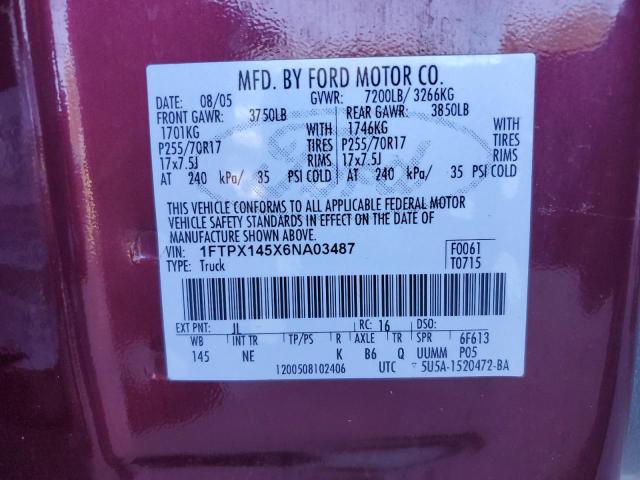 MFD. BY FORD MOTOR CO.
DATE: 08/05 GVWR: 7200LB/ 3266KG
FRONT GAWR: 3750LB REAR GAWR: 3850LB
1701KG WITH 1746KG WITH
P255/70R17 TIRES P255/70R17 TIRES
17x7.5J RIMS 17x7.5J RIMS
AT 240 kPa/ 35 PSI COLD AT 240 kPa/ 35 PSI COLD
THIS VEHICLE CONFORMS TO ALL APPLICABLE FEDERAL MOTOR
VEHICLE SAFETY STANDARDS IN EFFECT ON THE DATE OF
MANUFACTURE SHOWN ABOVE.
VIN: 1FTPX145X6NA03487 F0061
TYPE: Truck T0715
EXT PNT: JL RC: 16 DSO:
WB INT TR TP/PS R AXLE TR SPR 6F613
145 NE K B6 Q UUMM P05
1200508102406 UTC 5U5A-1520472-BA
Ford